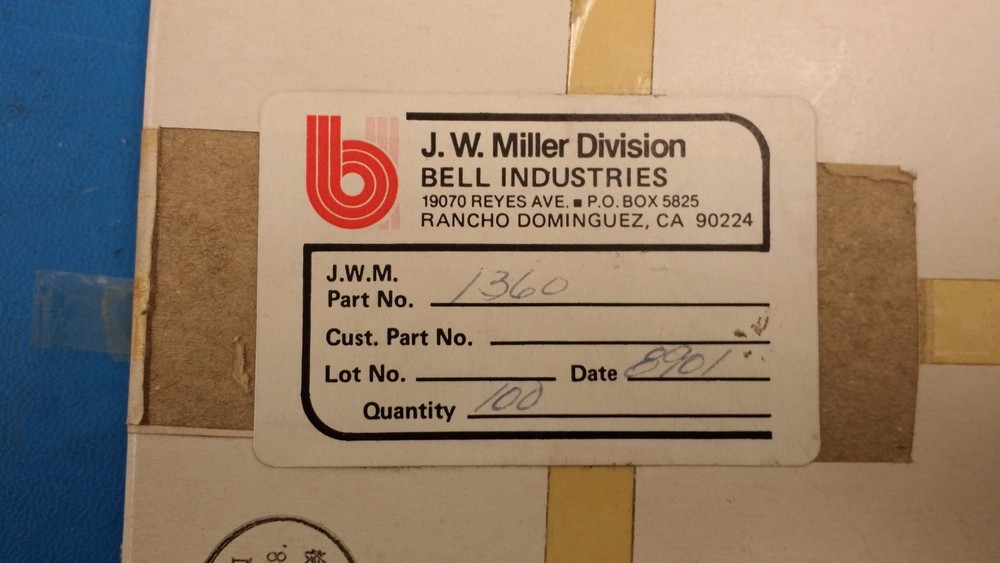 J. W. Miller Division
BELL INDUSTRIES
19070 REYES AVE. ■ P.O. BOX 5825
RANCHO DOMINGUEZ, CA 90224
J.W.M.
Part No. 1360
Cust. Part No.
Lot No. Date 8901
Quantity 100